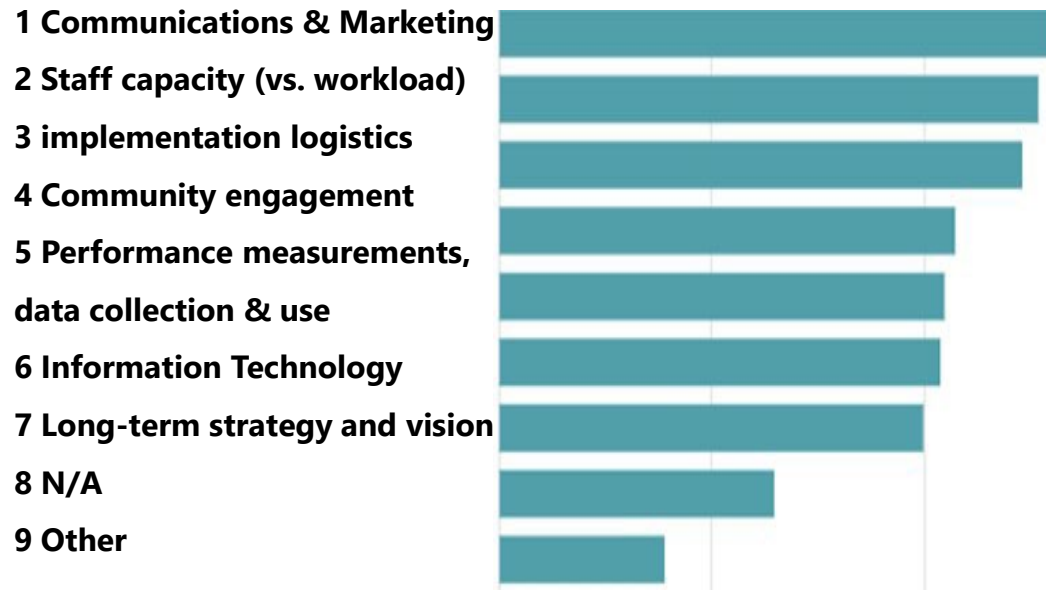 1 Communications & Marketing
2 Staff capacity (vs. workload)
3 implementation logistics
4 Community engagement
5 Performance measurements,
data collection & use
6 Information Technology
7 Long-term strategy and vision
8 N/A
9 Other